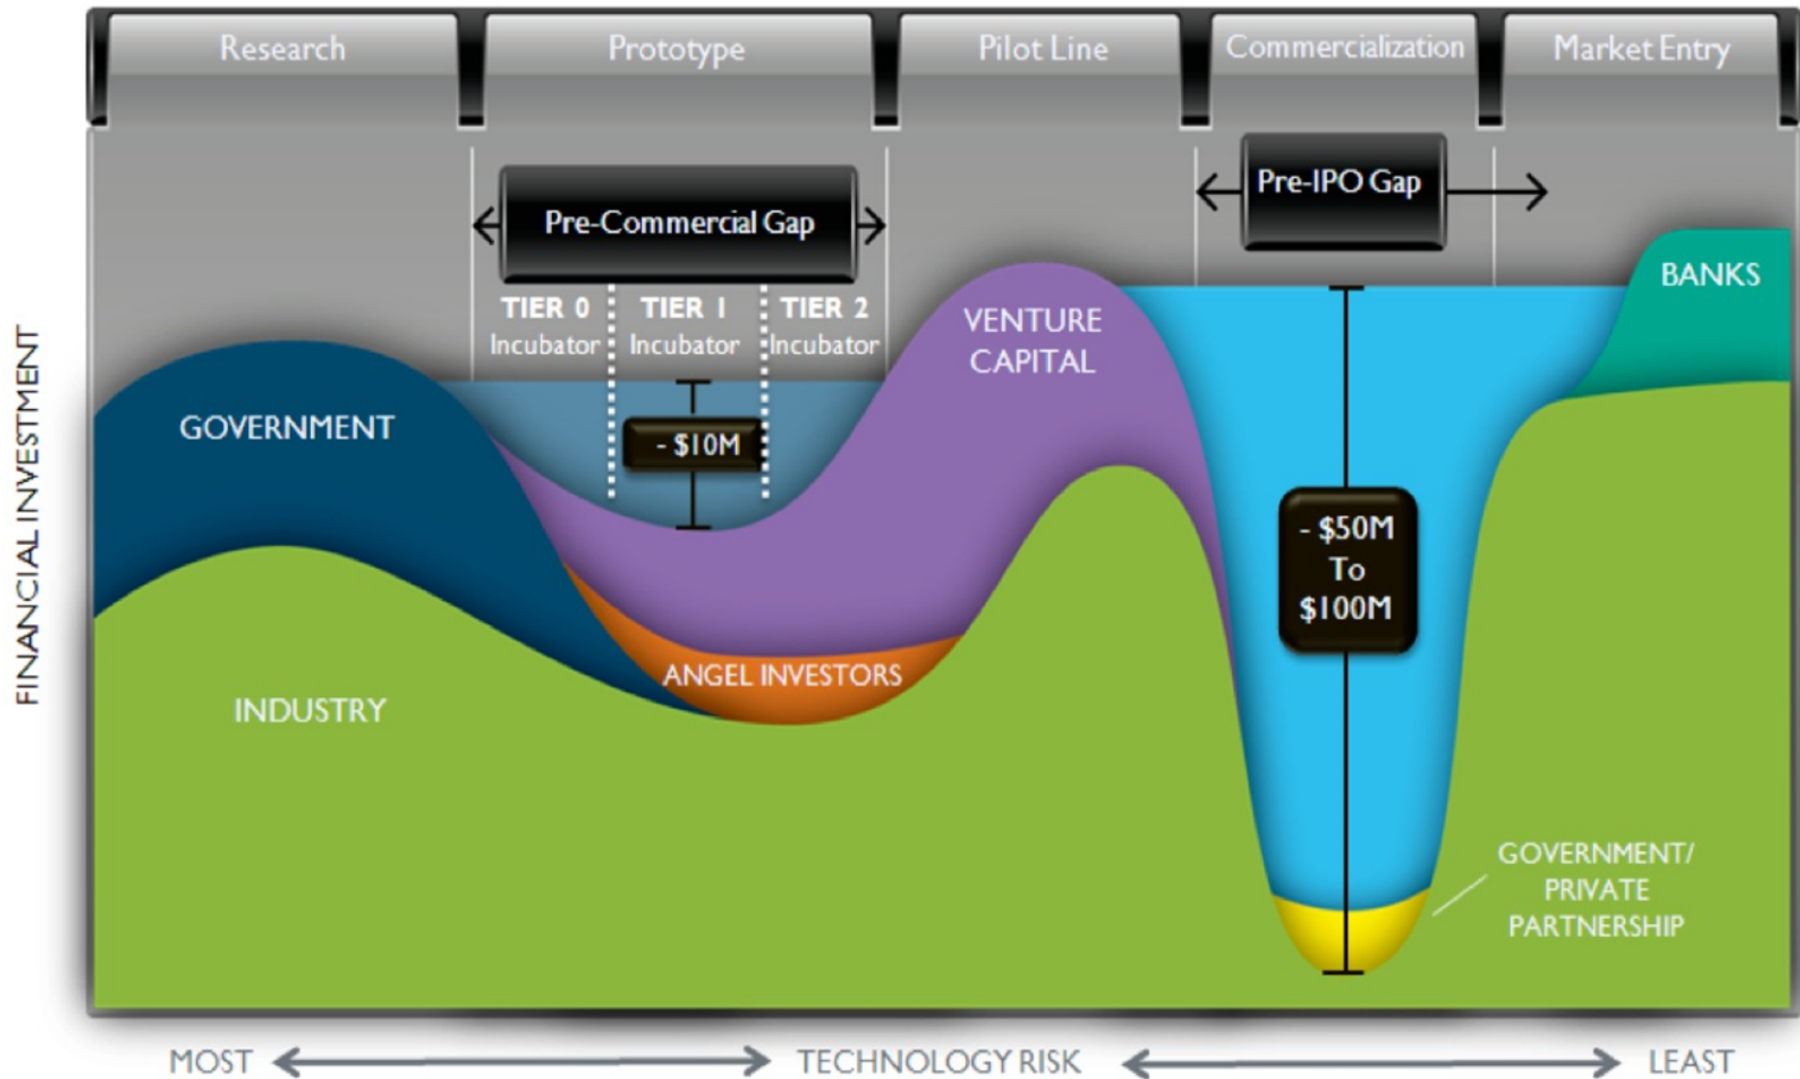 Research
Prototype
Pilot Line
Commercialization
Market Entry
Pre-Commercial Gap
Pre-IPO Gap
TIER 0
Incubator
TIER 1
Incubator
TIER 2
Incubator
- $10M
GOVERNMENT
VENTURE
CAPITAL
BANKS
- $50M
To
$100M
ANGEL INVESTORS
INDUSTRY
GOVERNMENT/
PRIVATE
PARTNERSHIP
FINANCIAL INVESTMENT
MOST
TECHNOLOGY RISK
LEAST